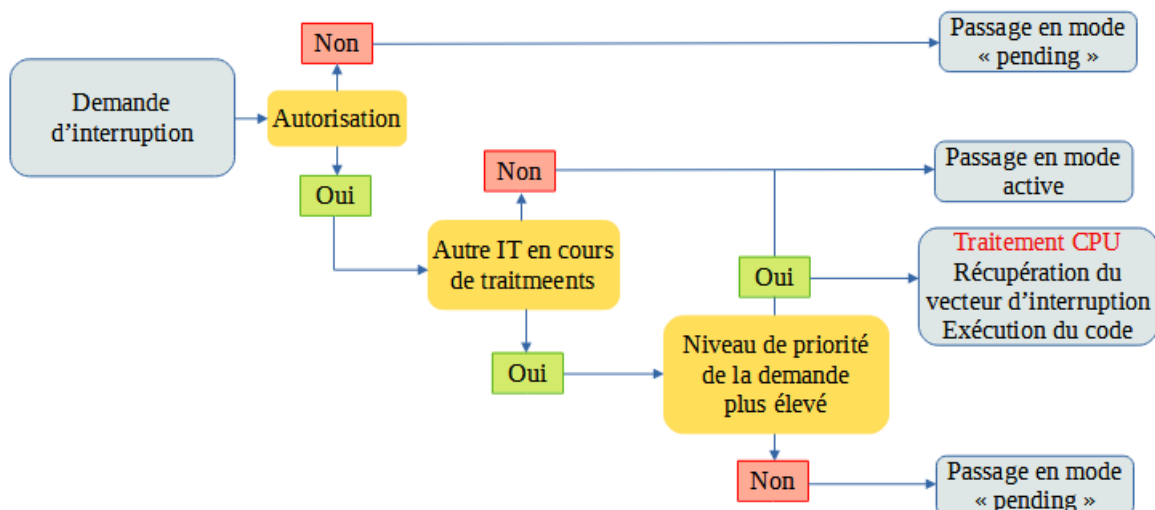 Non
Passage en mode
« pending »
Demande
d’interruption
Autorisation
Oui
Non
Passage en mode
active
Autre IT en cours
de traitmeents
Oui
Traitement CPU
Récupération du
vecteur d’interruption
Exécution du code
Oui
Niveau de priorité
de la demande
plus élevé
Non
Passage en mode
« pending »